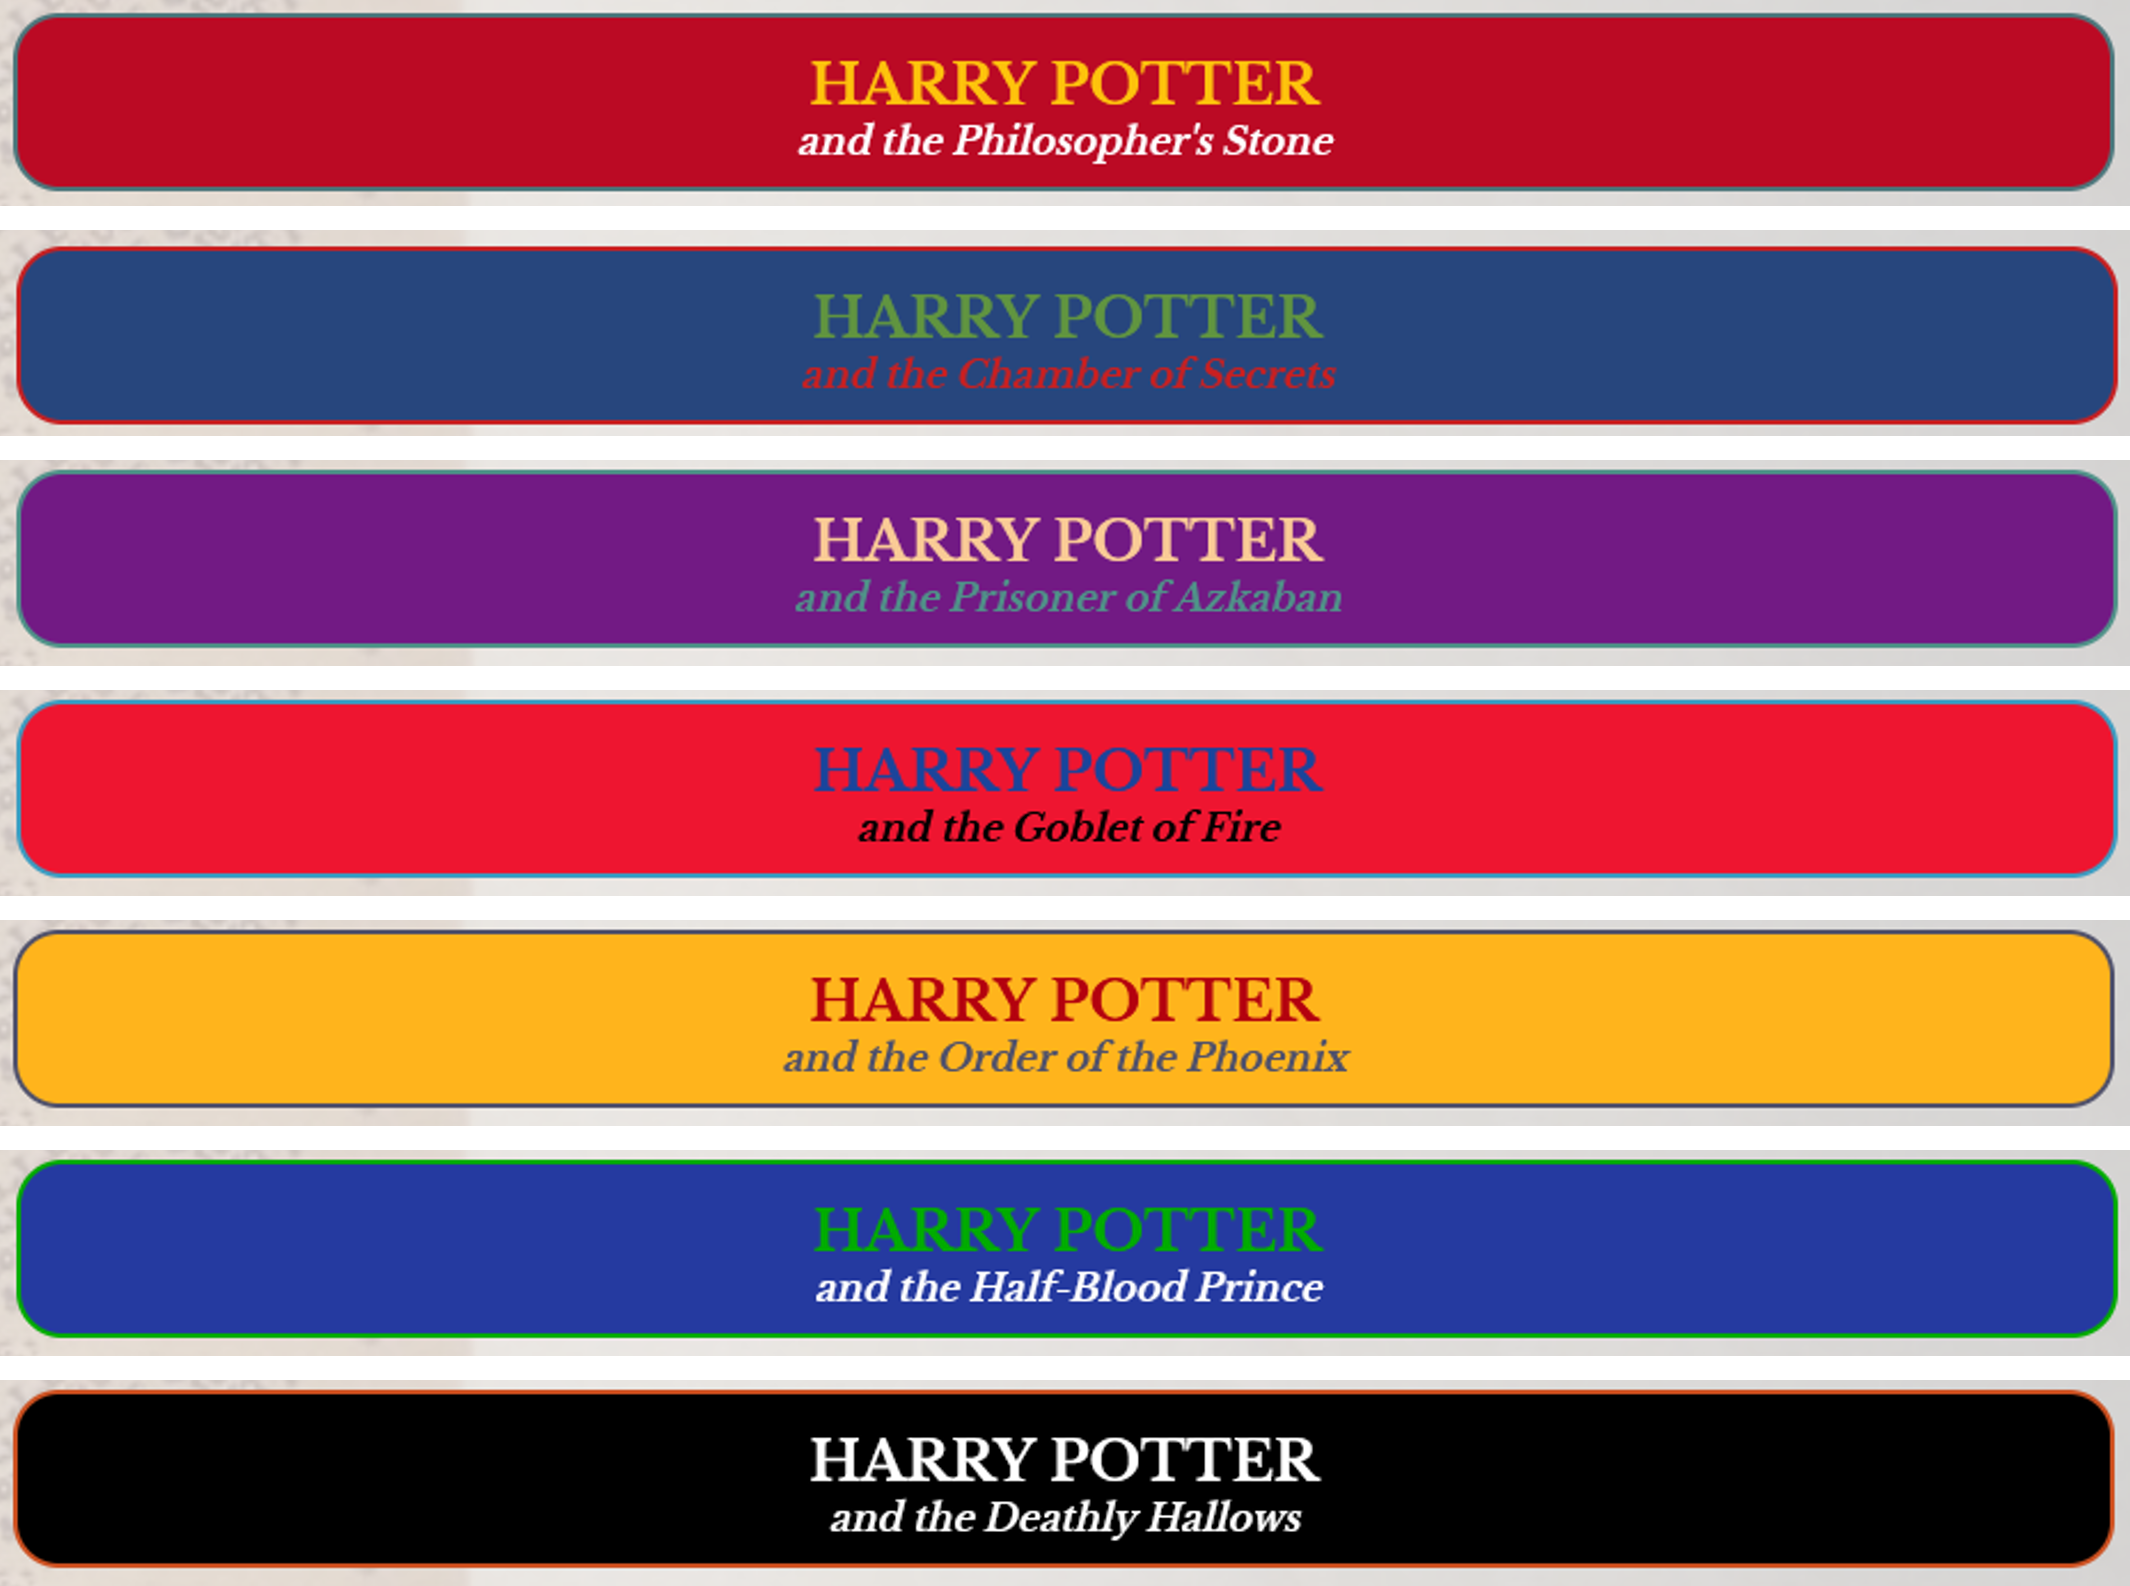 HARRY POTTER
and the Philosopher's Stone
HARRY POTTER
and the Chamber of Secrets
HARRY POTTER
and the Prisoner of Azkaban
HARRY POTTER
and the Goblet of Fire
HARRY POTTER
and the Order of the Phoenix
HARRY POTTER
and the Half-Blood Prince
HARRY POTTER
and the Deathly Hallows